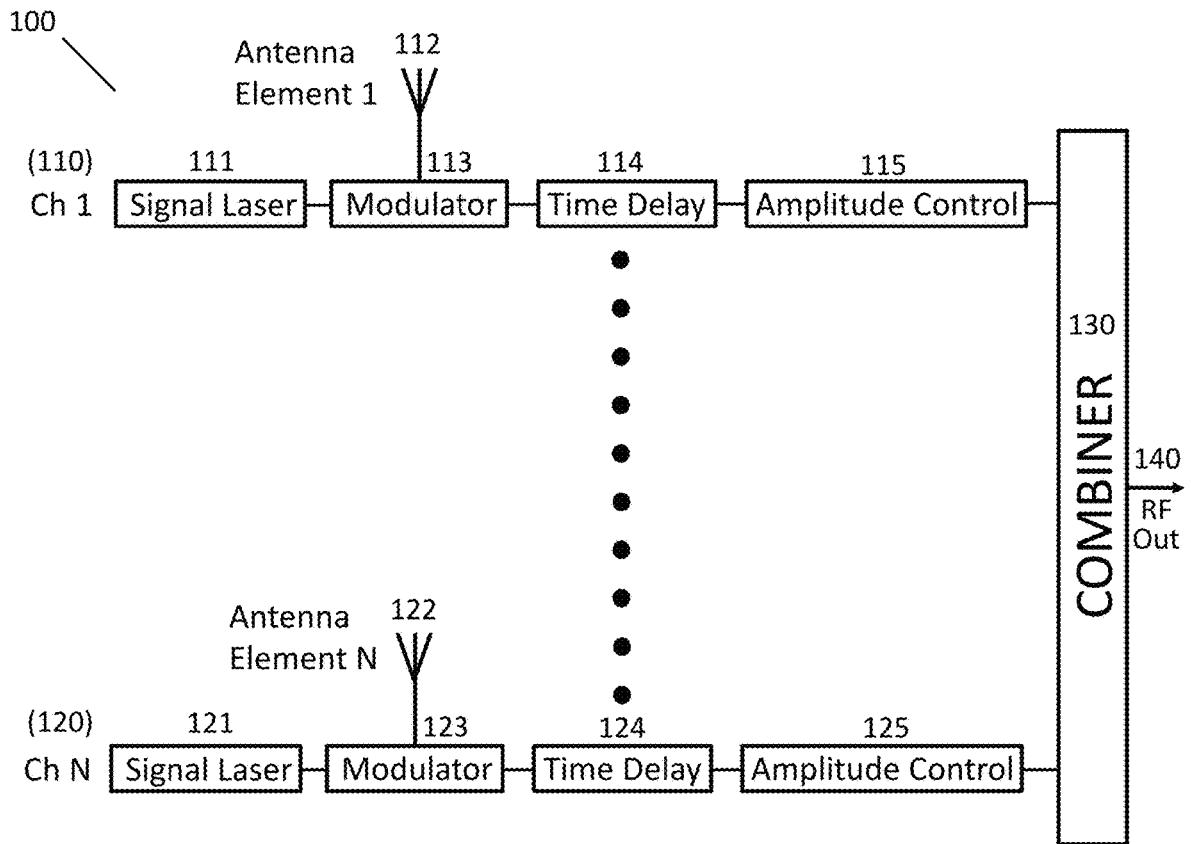 100
Antenna
Element 1
112
(110)
Ch 1
111
Signal Laser
113
Modulator
114
Time Delay
115
Amplitude Control
130
COMBINER
140
RF
Out
Antenna
Element N
122
(120)
Ch N
121
Signal Laser
123
Modulator
124
Time Delay
125
Amplitude Control